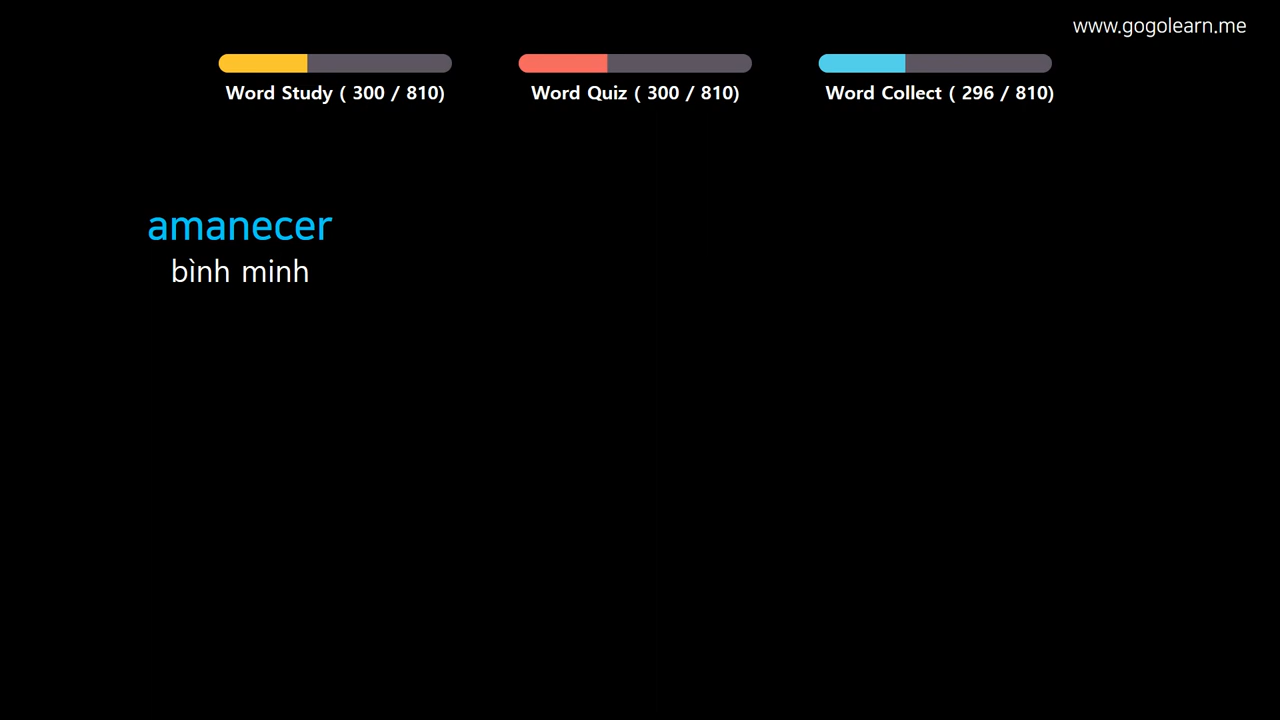 www.gogolearn.me
Word Study ( 300 / 810)
Word Quiz ( 300 / 810)
Word Collect ( 296 / 810)
amanecer
bình minh